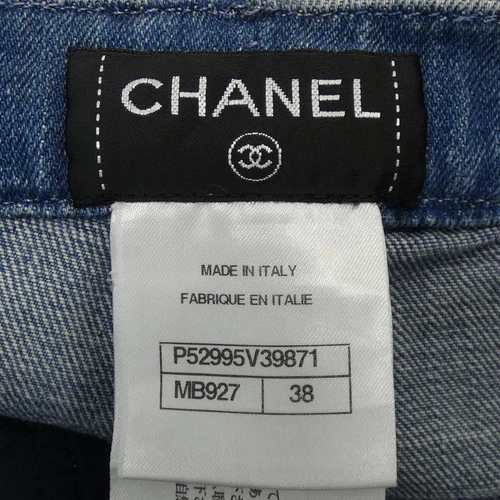 CHANEL
MADE IN ITALY
FABRIQUE EN ITALIE
P52995V39871
MB927 38